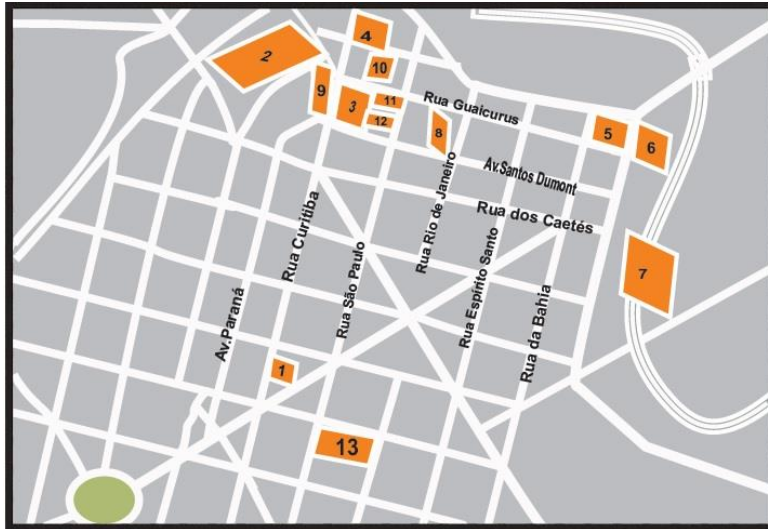 4
2
10
9
3
11
12
Rua Guaicurus
8
5
6
Av.Santos Dumont
Rua dos Caetés
Rua Rio de Janeiro
Rua Curitiba
Rua São Paulo
Rua Espírito Santo
Rua da Bahia
7
Av.Paraná
1
13